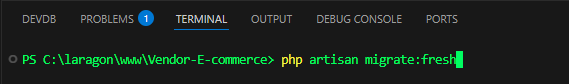 DEVDB PROBLEMS 1 TERMINAL OUTPUT DEBUG CONSOLE PORTS
PS C:\laragon\www\Vendor-E-commerce> php artisan migrate:fresh